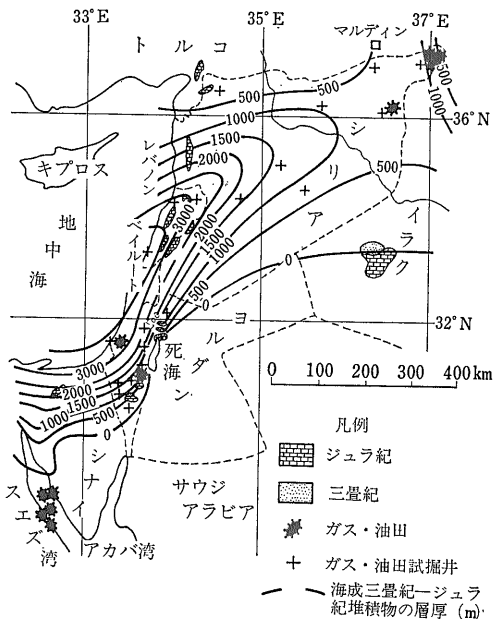 33°E
35°E
37°E
マルディン
トルコ
500
500
500
1000
1000
36°N
1500
2000
シリア
500
レバノン
キプロス
地中海
ベイルート
3000
2000
1500
1000
500
0
0
イラク
ヨルダン
32°N
死海
3000
2000
1500
1000
500
0
0 100 200 300 400 km
シナイ
スエズ湾
アカバ湾
サウジ
アラビア
凡例
ジュラ紀
三畳紀
ガス・油田
ガス・油田試掘井
海成三畳紀―ジュラ
紀堆積物の層厚(m)